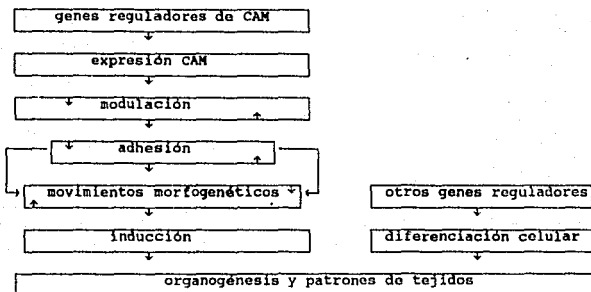 genes reguladores de CAM
expresión CAM
modulación
adhesión
movimientos morfogenéticos
otros genes reguladores
inducción
diferenciación celular
organogénesis y patrones de tejidos